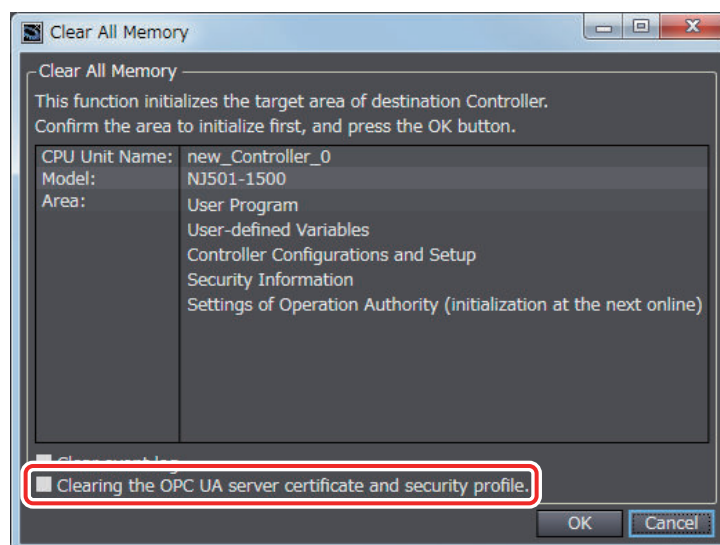 Clear All Memory
Clear All Memory
This function initializes the target area of destination Controller.
Confirm the area to initialize first, and press the OK button.
CPU Unit Name: new_Controller_0
Model: NJ501-1500
Area: User Program
User-defined Variables
Controller Configurations and Setup
Security Information
Settings of Operation Authority (initialization at the next online)
Clear event log
Clearing the OPC UA server certificate and security profile.
OK Cancel